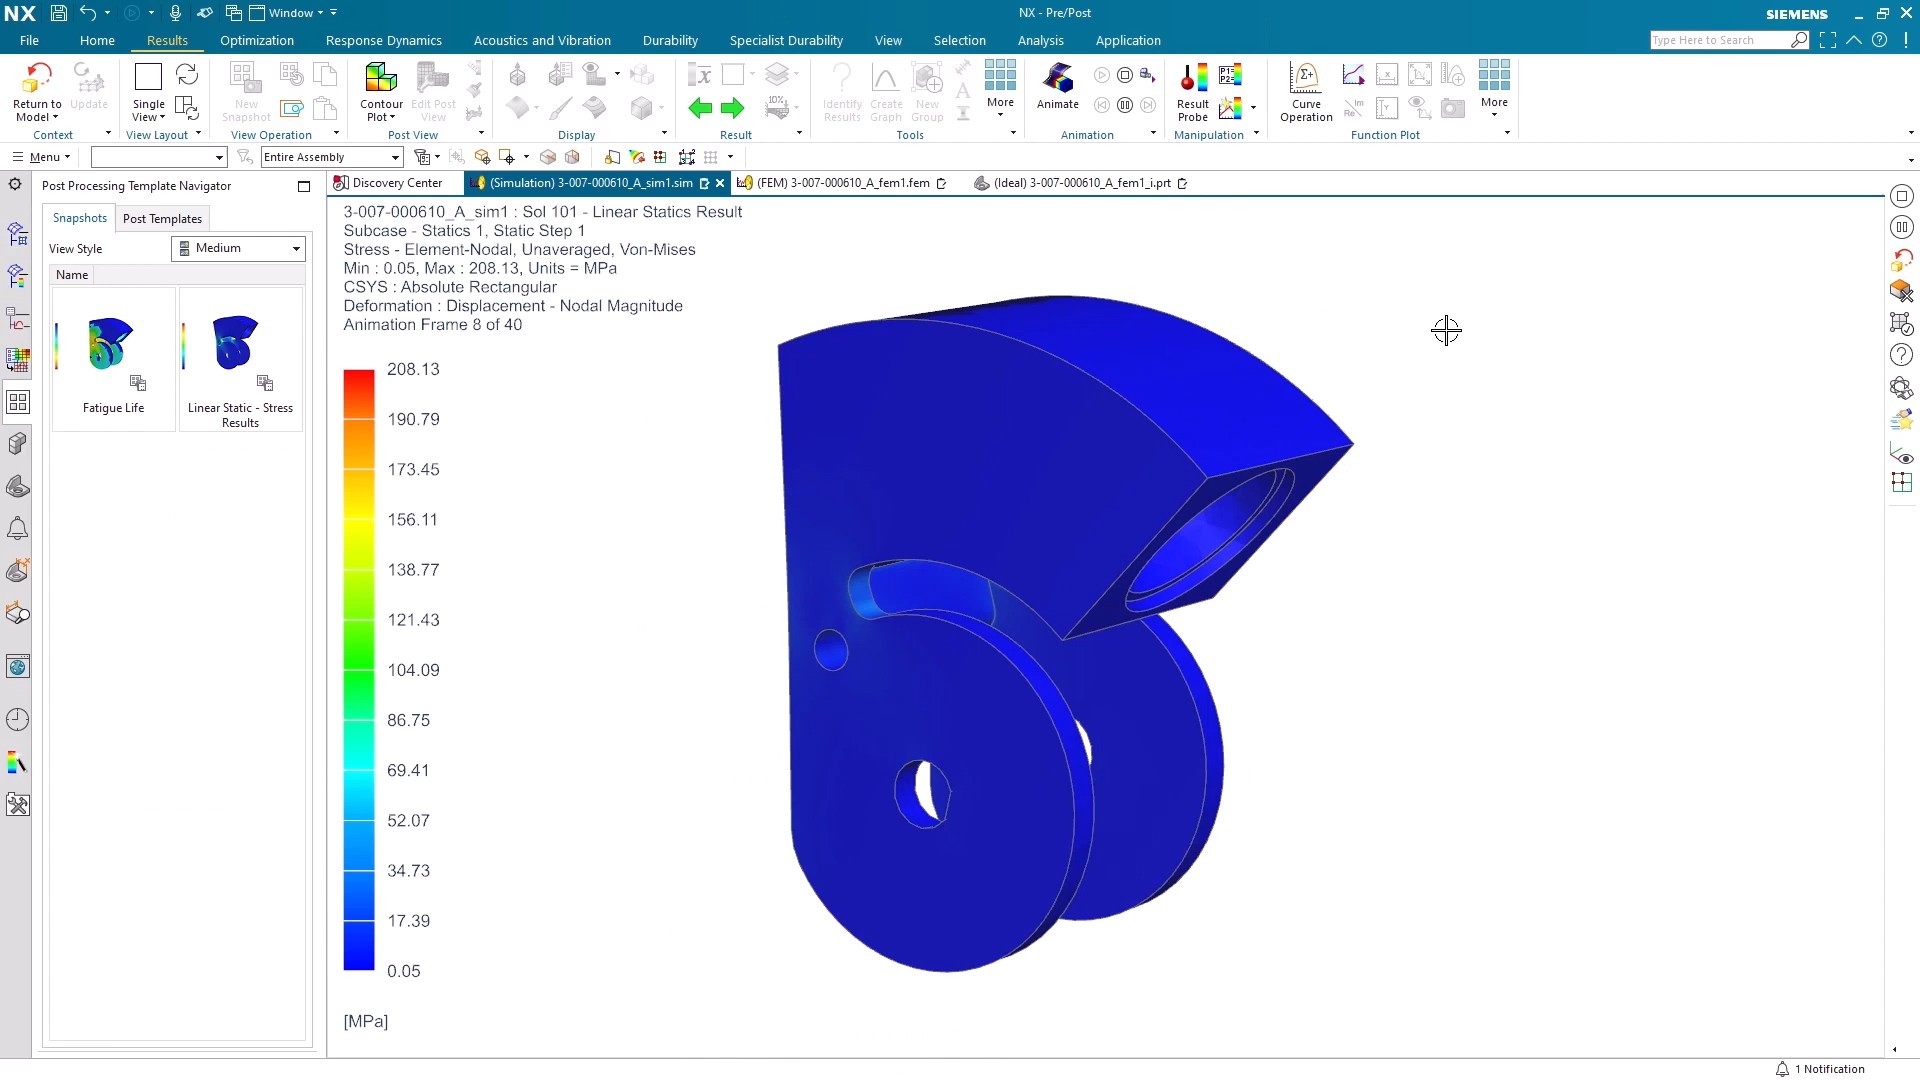 NX
Window
NX - Pre/Post
SIEMENS
File
Home
Results
Optimization
Response Dynamics
Acoustics and Vibration
Durability
Specialist Durability
View
Selection
Analysis
Application
Type Here to Search
Return to
Model
Update
Context
Single
View
View Layout
New
Snapshot
View Operation
Contour
Plot
Edit Post
View
Post View
Display
10%
Result
Identify
Results
Create
Graph
New
Group
Tools
More
Animate
Animation
Result
Probe
Manipulation
Curve
Operation
Function Plot
More
Menu
Entire Assembly
Post Processing Template Navigator
Discovery Center
(Simulation) 3-007-000610_A_sim1.sim
(FEM) 3-007-000610_A_fem1.fem
(Ideal) 3-007-000610_A_fem1_i.prt
Snapshots
Post Templates
View Style
Medium
Name
Fatigue Life
Linear Static - Stress
Results
3-007-000610_A_sim1 : Sol 101 - Linear Statics Result
Subcase - Statics 1, Static Step 1
Stress - Element-Nodal, Unaveraged, Von-Mises
Min : 0.05, Max : 208.13, Units = MPa
CSYS : Absolute Rectangular
Deformation : Displacement - Nodal Magnitude
Animation Frame 8 of 40
208.13
190.79
173.45
156.11
138.77
121.43
104.09
86.75
69.41
52.07
34.73
17.39
0.05
[MPa]
1 Notification